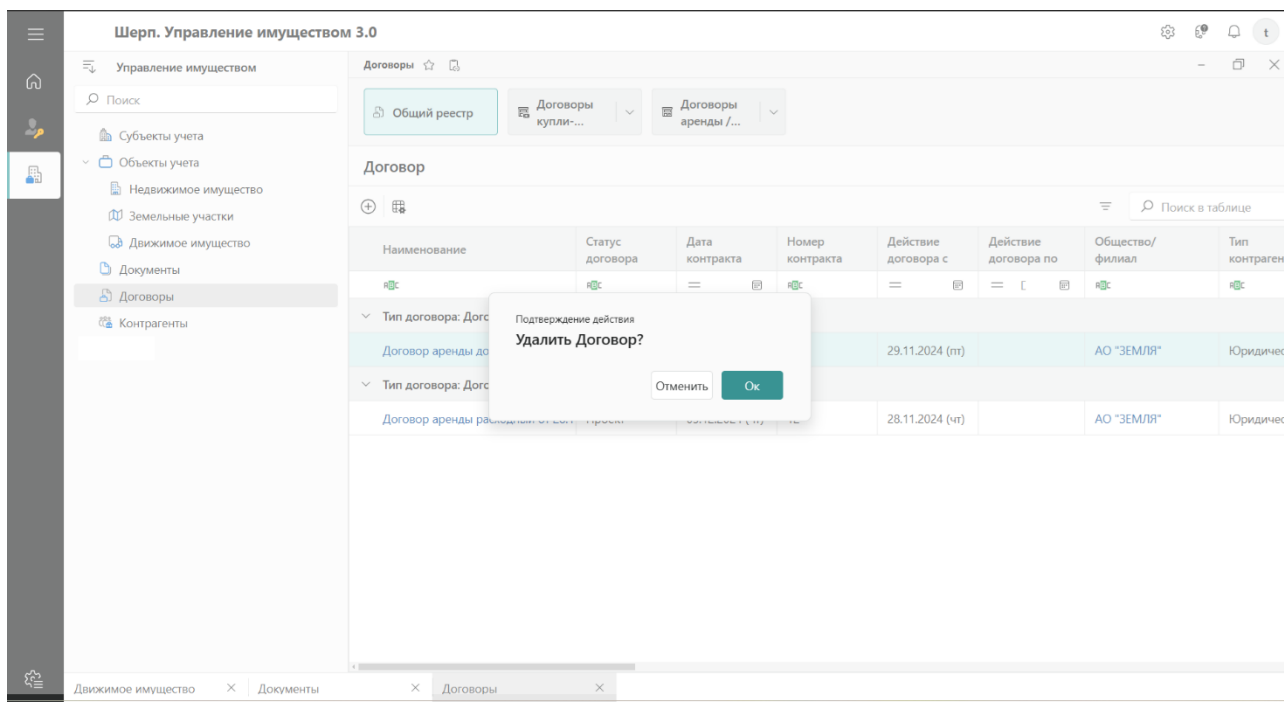 Шерп. Управление имуществом 3.0
t
Управление имуществом
Поиск
Субъекты учета
Объекты учета
Недвижимое имущество
Земельные участки
Движимое имущество
Документы
Договоры
Контрагенты
Договоры
Общий реестр
Договоры
купли-...
Договоры
аренды /...
Договор
Поиск в таблице
Наименование
Статус
договора
Дата
контракта
Номер
контракта
Действие
договора с
Действие
договора по
Общество/
филиал
Тип
контраген
Тип договора: Дого
Договор аренды до
29.11.2024 (пт)
АО "ЗЕМЛЯ"
Юридичес
Тип договора: Дого
Договор аренды
28.11.2024 (чт)
АО "ЗЕМЛЯ"
Юридичес
Подтверждение действия
Удалить Договор?
Отменить
Ок
Движимое имущество
Документы
Договоры